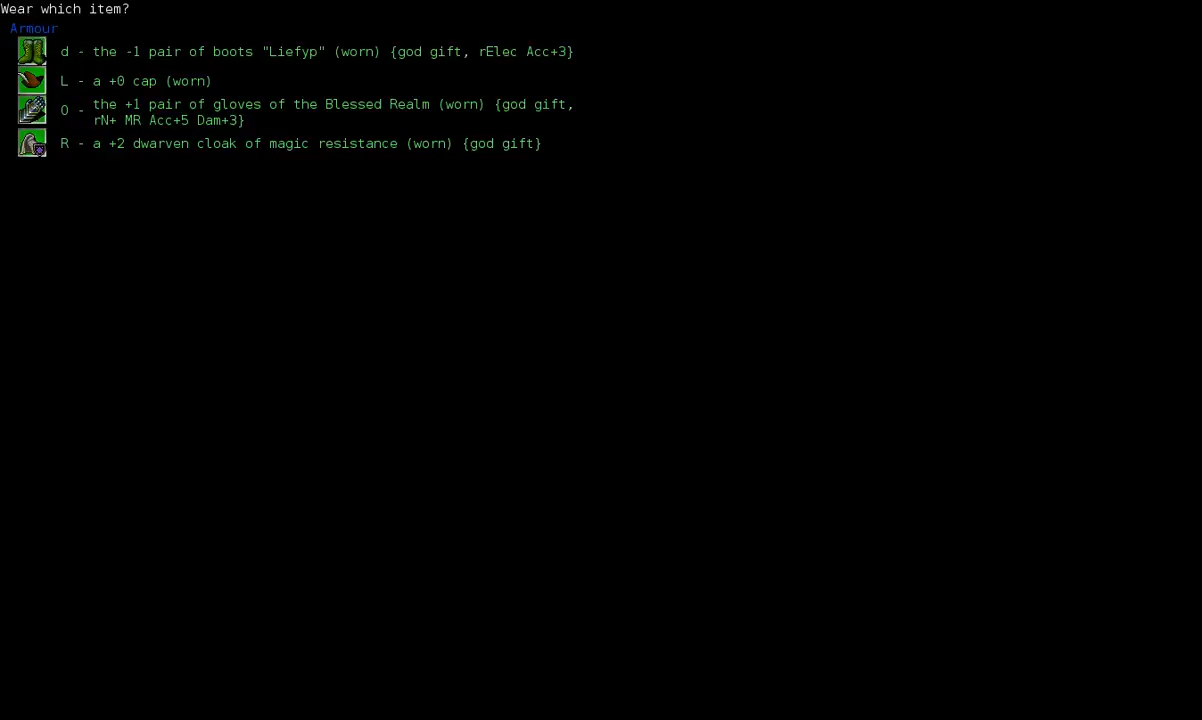 Wear which item?
Armour
d - the -1 pair of boots "Liefyp" (worn) {god gift, rElec Acc+3}
L - a +0 cap (worn)
O - the +1 pair of gloves of the Blessed Realm (worn) {god gift,
rN+ MR Acc+5 Dam+3}
R - a +2 dwarven cloak of magic resistance (worn) {god gift}